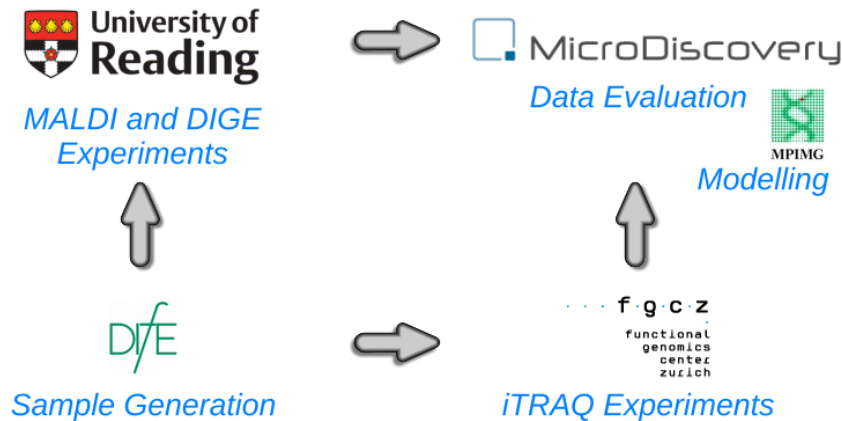 University of
Reading
MicroDiscovery
MALDI and DIGE
Experiments
Data Evaluation
MPIMG
Modelling
DIfE
Sample Generation
f·g·c·z
functional
genomics
center
zurich
iTRAQ Experiments